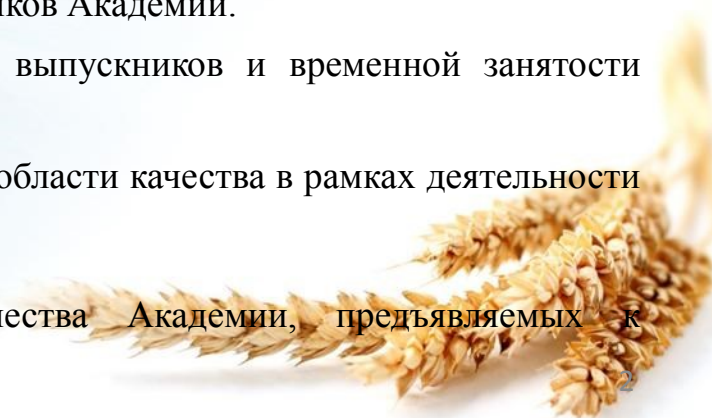 ков Академии.
выпускников и временной занятости
области качества в рамках деятельности
чества Академии, предъявляемых к
2